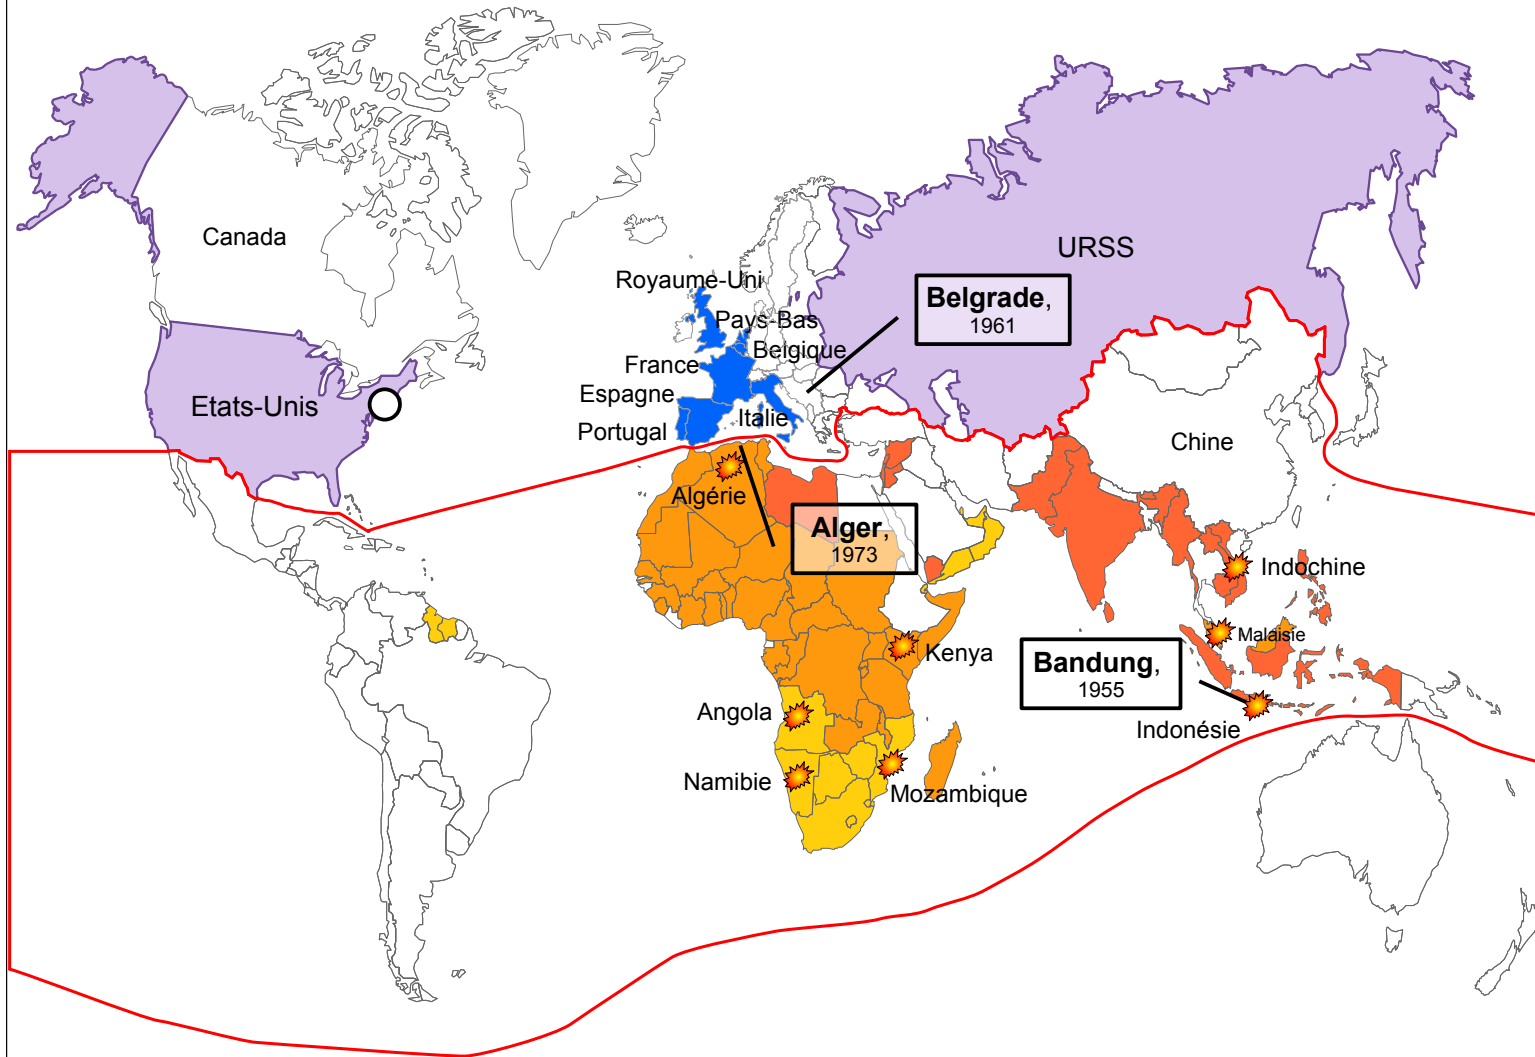 Canada
URSS
Royaume-Uni
Belgrade,
1961
Pays-Bas
Belgique
France
Espagne
Etats-Unis
Italie
Portugal
Chine
Algérie
Alger,
1973
Indochine
Malaisie
Kenya
Bandung,
1955
Angola
Indonésie
Namibie
Mozambique